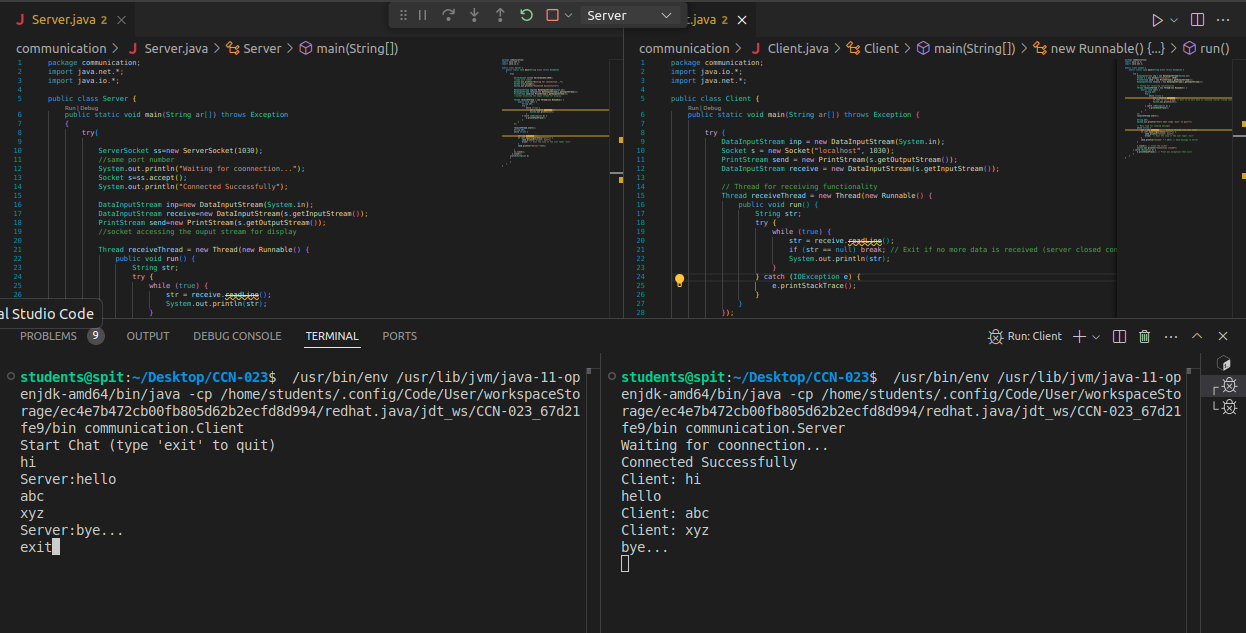 Server.java 2
Server
.java 2
communication > Server.java > Server > main(String[])
communication > Client.java > Client > main(String[]) > new Runnable() {...} > run()
1 package communication;
2 import java.net.*;
3 import java.io.*;
4
5 public class Server {
Run | Debug
6 public static void main(String ar[]) throws Exception
7 {
8 try{
9
10 ServerSocket ss=new ServerSocket(1030);
11 //same port number
12 System.out.println("Waiting for coonnection...");
13 Socket s=ss.accept();
14 System.out.println("Connected Successfully");
15
16 DataInputStream inp=new DataInputStream(System.in);
17 DataInputStream receive=new DataInputStream(s.getInputStream());
18 PrintStream send=new PrintStream(s.getOutputStream());
19 //socket accessing the ouput stream for display
20
21 Thread receiveThread = new Thread(new Runnable() {
22 public void run() {
23 String str;
24 try {
25 while (true) {
26 str = receive.readLine();
System.out.println(str);
}
1 package communication;
2 import java.io.*;
3 import java.net.*;
4
5 public class Client {
Run | Debug
6 public static void main(String ar[]) throws Exception {
7
8 try {
9 DataInputStream inp = new DataInputStream(System.in);
10 Socket s = new Socket("localhost", 1030);
11 PrintStream send = new PrintStream(s.getOutputStream());
12 DataInputStream receive = new DataInputStream(s.getInputStream());
13
14 // Thread for receiving functionality
15 Thread receiveThread = new Thread(new Runnable() {
16 public void run() {
17 String str;
18 try {
19 while (true) {
20 str = receive.readLine();
21 if (str == null) break; // Exit if no more data is received (server closed con
22 System.out.println(str);
23 }
24 } catch (IOException e) {
25 e.printStackTrace();
26 }
27 }
28 });
al Studio Code
PROBLEMS 9 OUTPUT DEBUG CONSOLE TERMINAL PORTS
Run: Client
students@spit:~/Desktop/CCN-023$ /usr/bin/env /usr/lib/jvm/java-11-op
enjdk-amd64/bin/java -cp /home/students/.config/Code/User/workspaceSto
rage/ec4e7b472cb00fb805d62b2ecfd8d994/redhat.java/jdt_ws/CCN-023_67d21
fe9/bin communication.Client
Start Chat (type 'exit' to quit)
hi
Server:hello
abc
xyz
Server:bye...
exit
students@spit:~/Desktop/CCN-023$ /usr/bin/env /usr/lib/jvm/java-11-op
enjdk-amd64/bin/java -cp /home/students/.config/Code/User/workspaceSto
rage/ec4e7b472cb00fb805d62b2ecfd8d994/redhat.java/jdt_ws/CCN-023_67d21
fe9/bin communication.Server
Waiting for coonnection...
Connected Successfully
Client: hi
hello
Client: abc
Client: xyz
bye...